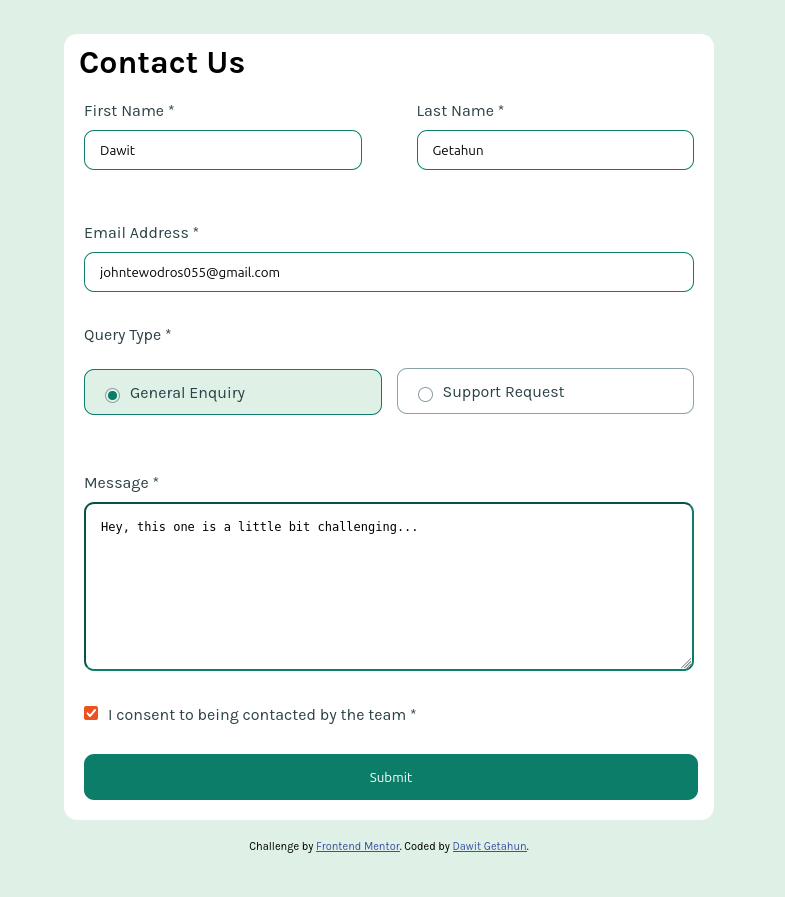 Contact Us
First Name * Last Name *
Dawit Getahun
Email Address *
johntewodros055@gmail.com
Query Type *
General Enquiry Support Request
Message *
Hey, this one is a little bit challenging...
I consent to being contacted by the team *
Submit
Challenge by Frontend Mentor. Coded by Dawit Getahun.